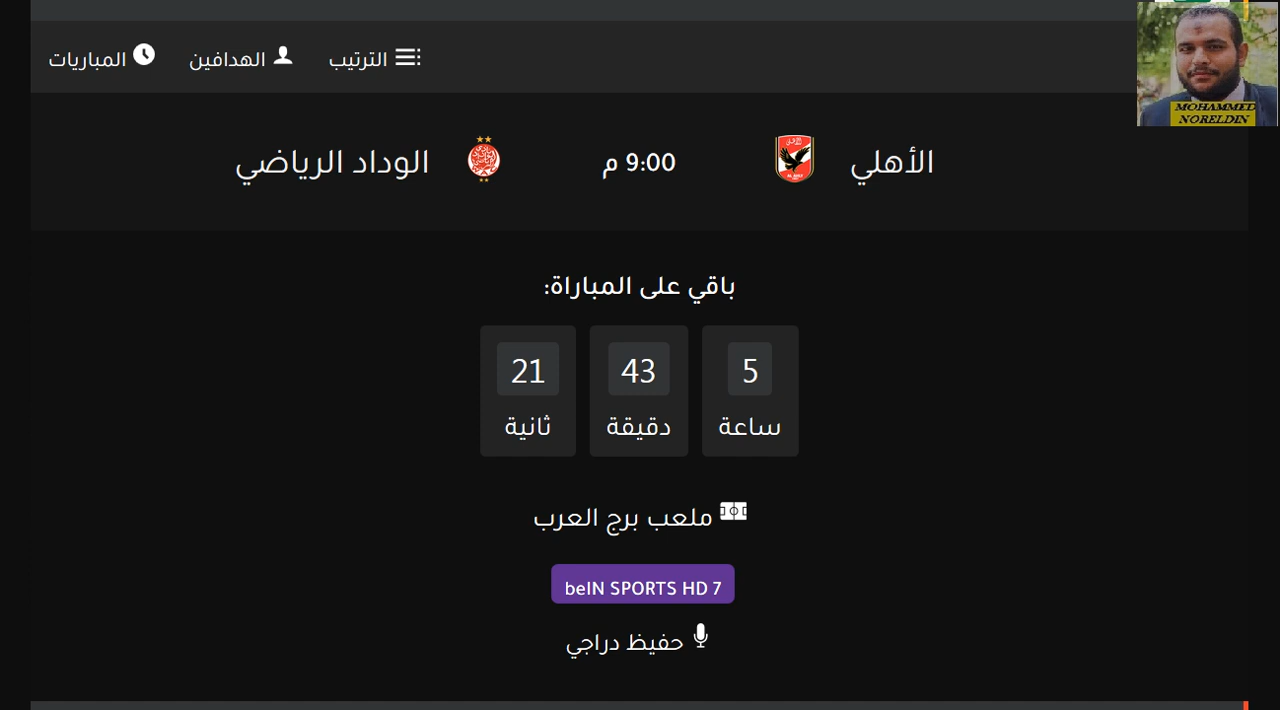 الترتيب
الهدافين
المباريات
MOHAMMED
NORELDIN
الأهلي
9:00 م
الوداد الرياضي
باقي على المباراة:
5
ساعة
43
دقيقة
21
ثانية
ملعب برج العرب
beIN SPORTS HD 7
حفيظ دراجي